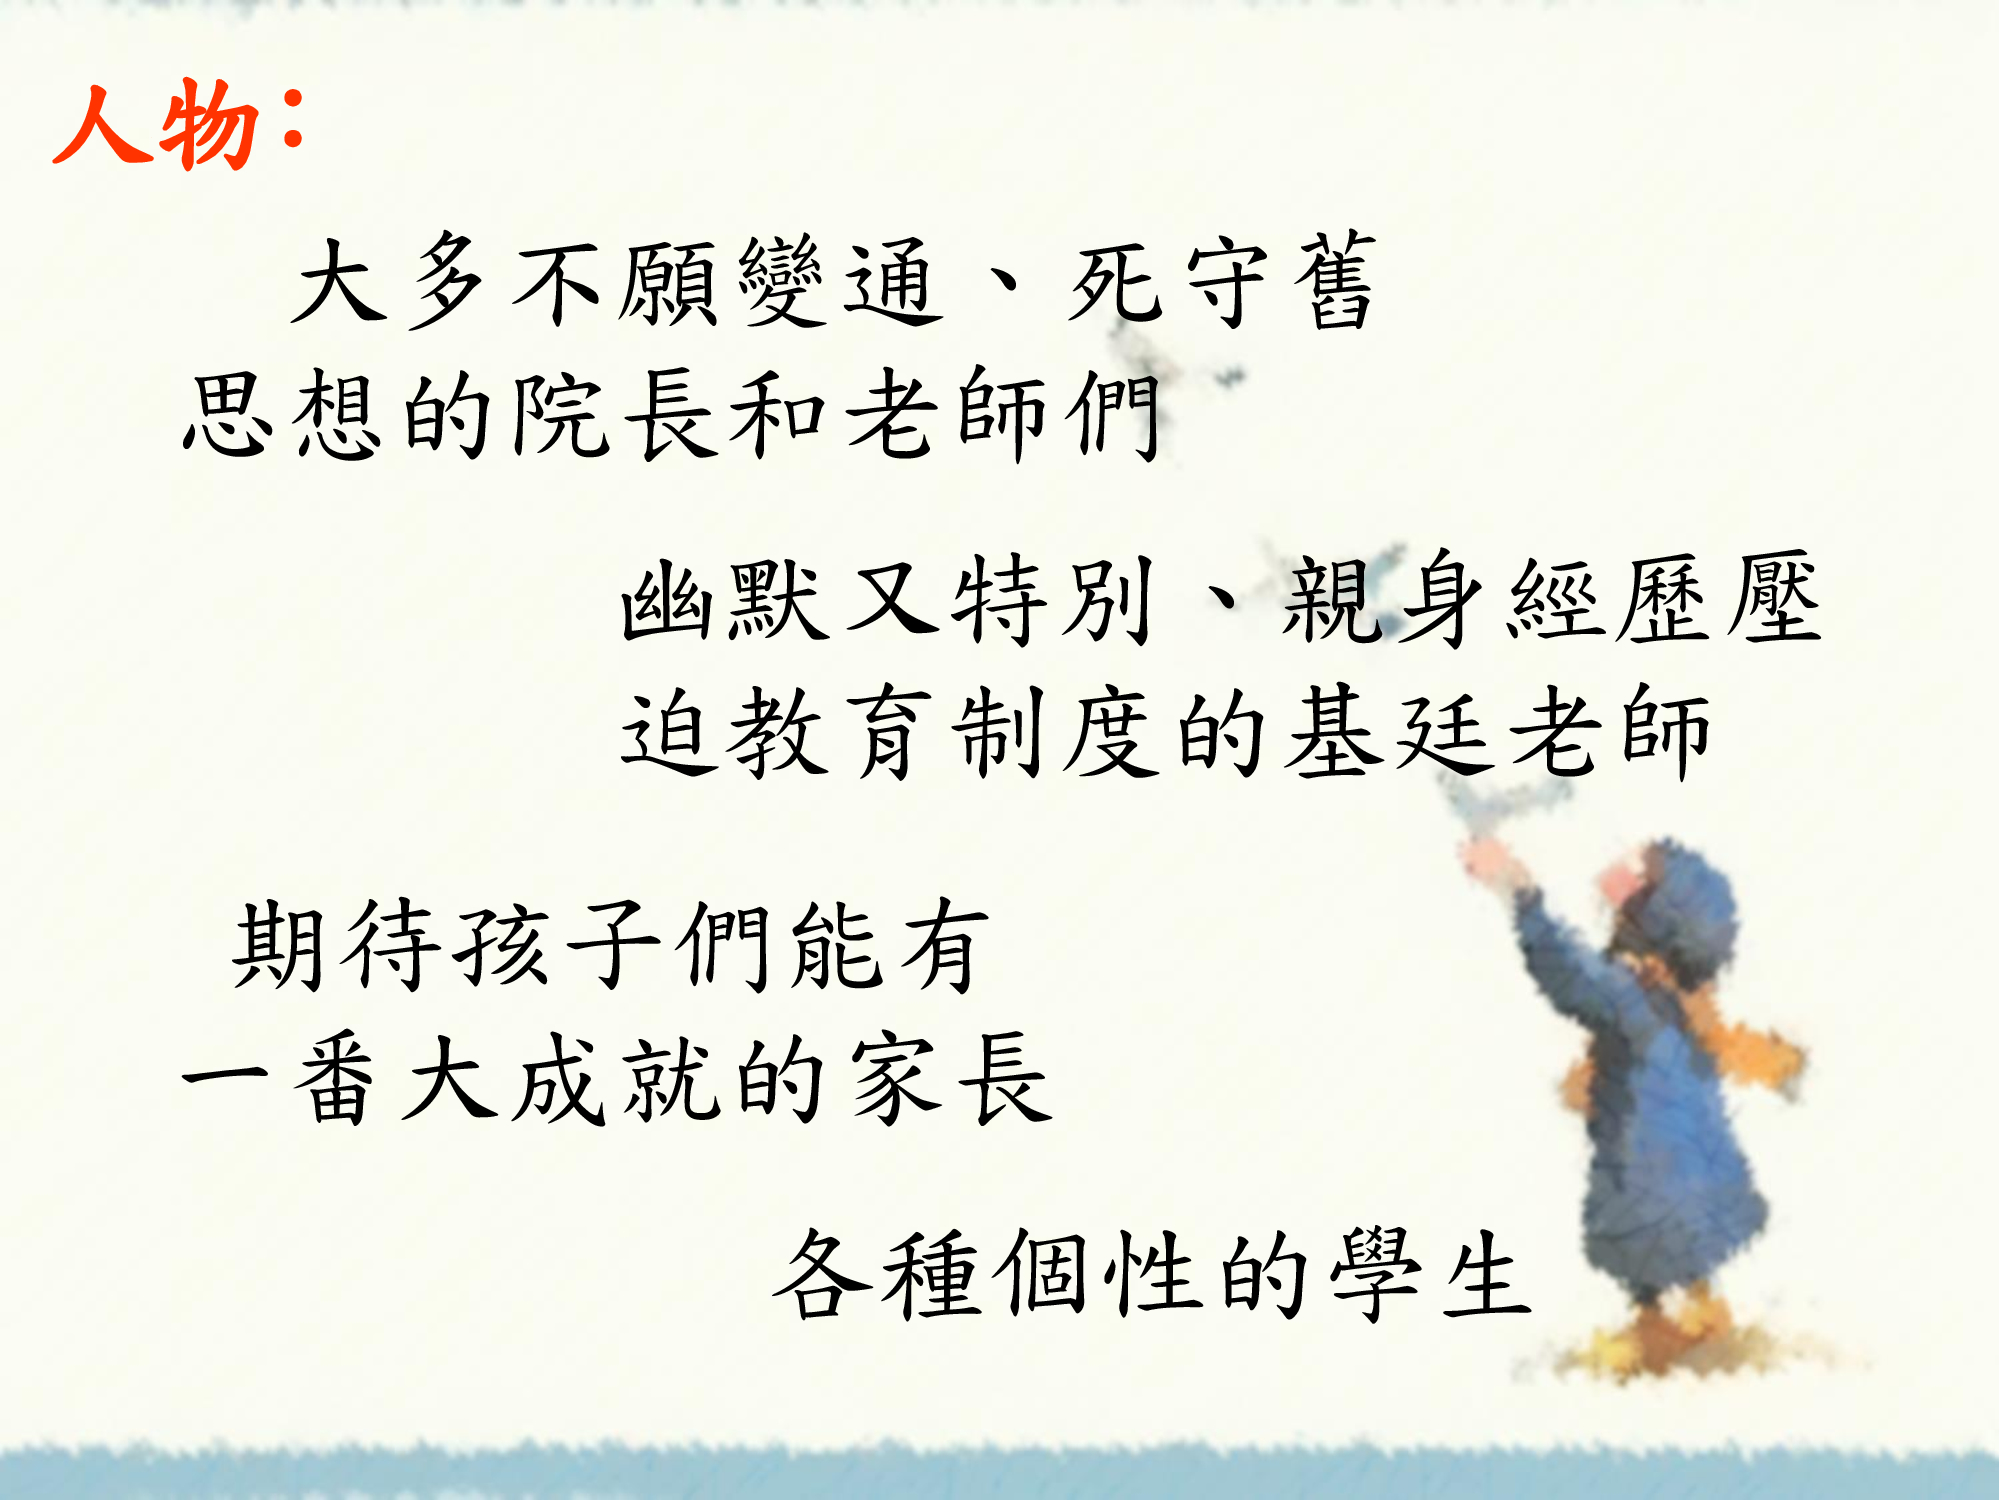 人物：
大多不願變通、死守舊
思想的院長和老師們
幽默又特別、親身經歷壓
迫教育制度的基廷老師
期待孩子們能有
一番大成就的家長
各種個性的學生